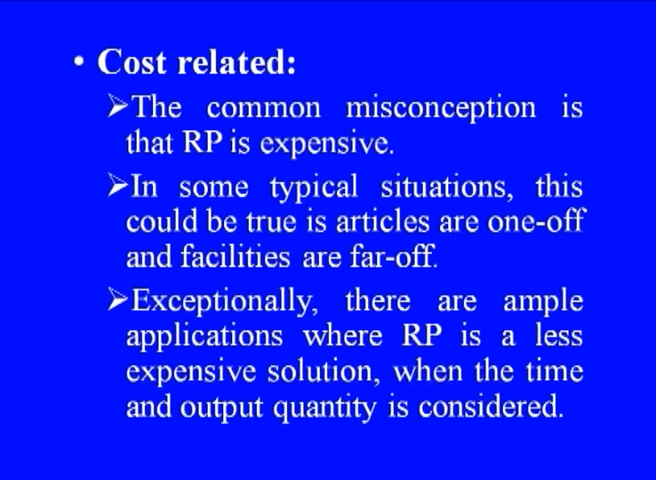 • Cost related:
➢The common misconception is
that RP is expensive.
➢In some typical situations, this
could be true is articles are one-off
and facilities are far-off.
➢Exceptionally, there are ample
applications where RP is a less
expensive solution, when the time
and output quantity is considered.